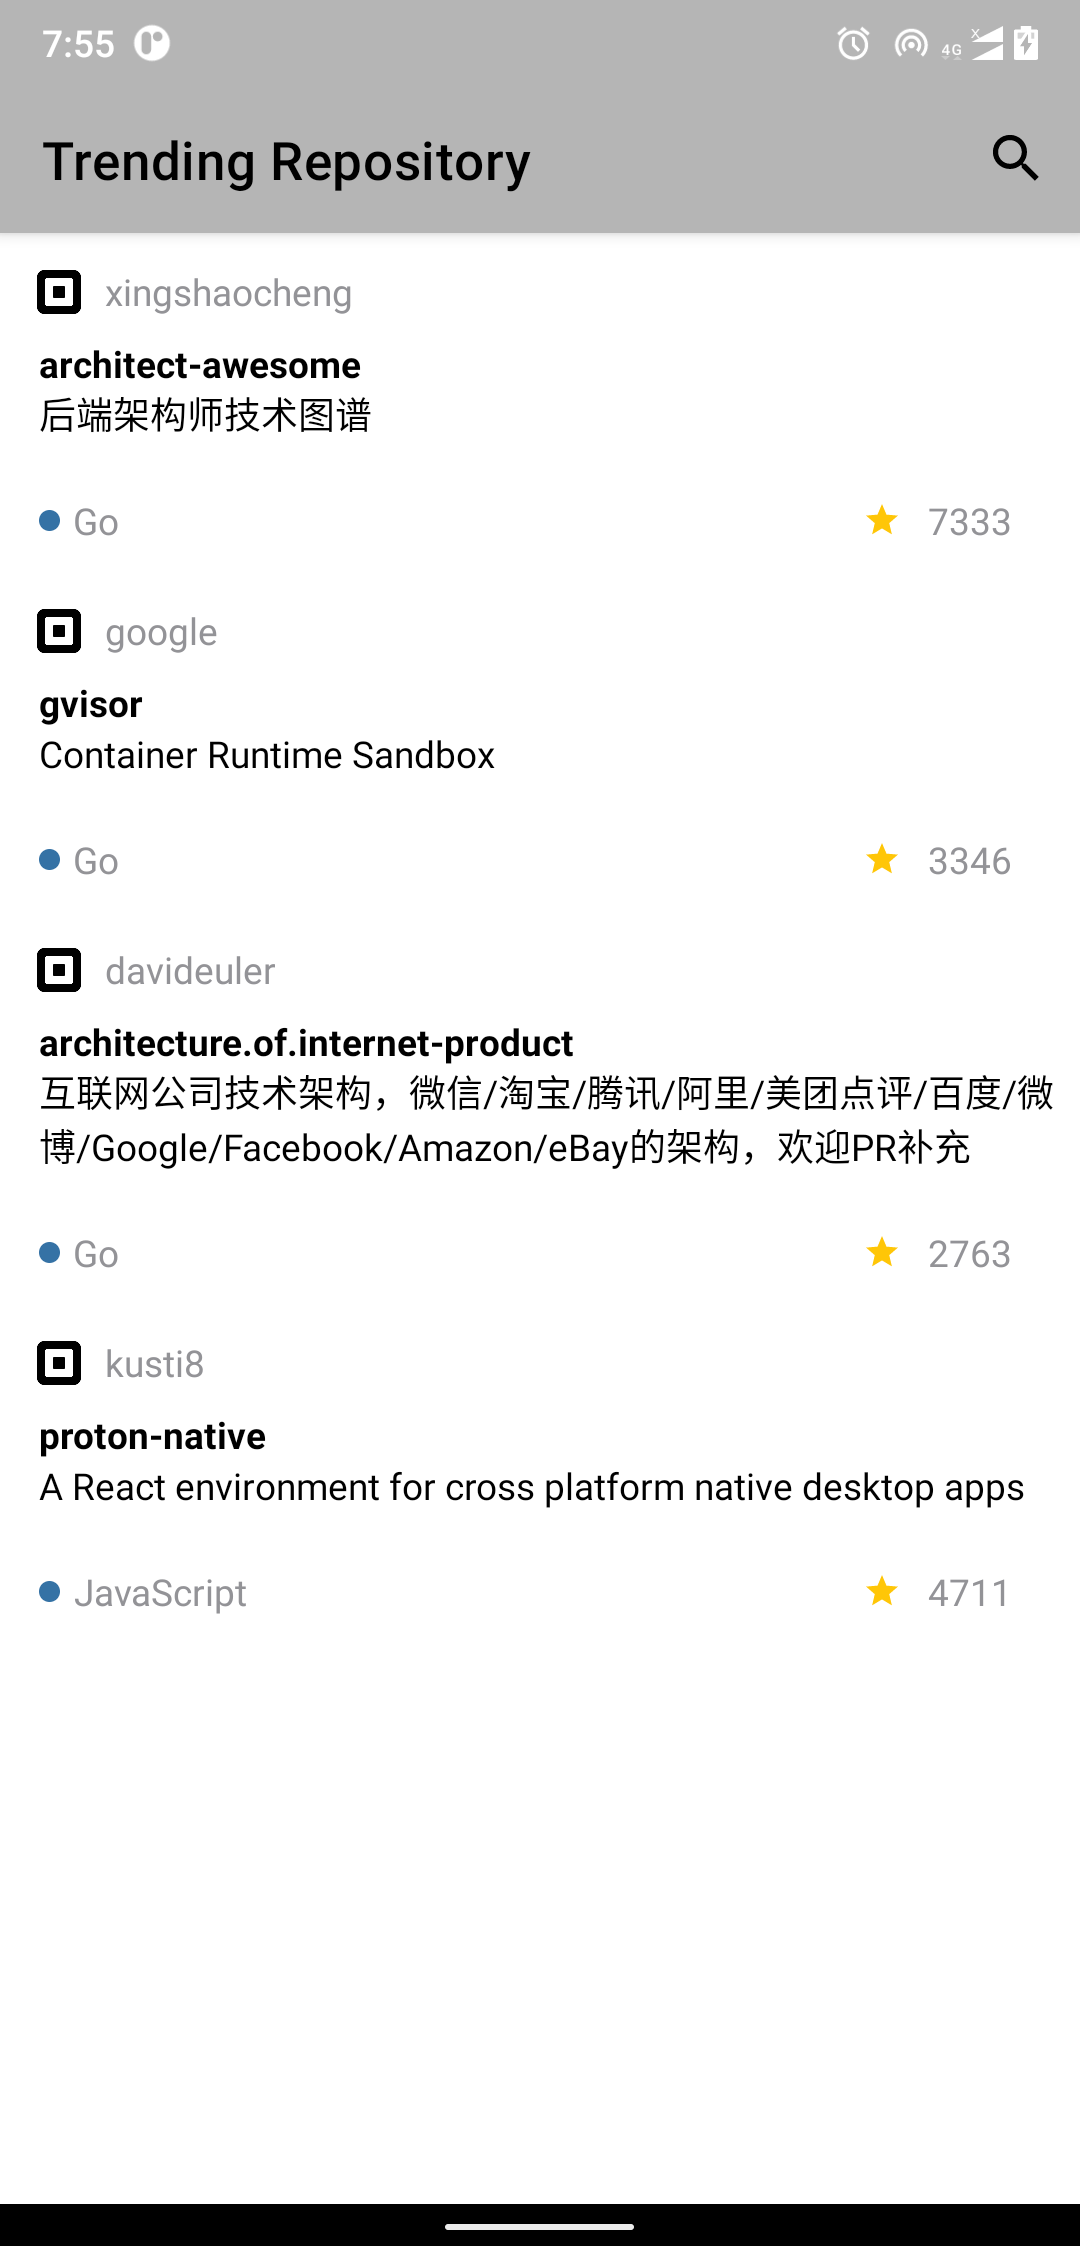 7:55
4G
Trending Repository
xingshaocheng
architect-awesome
后端架构师技术图谱
Go 7333
google
gvisor
Container Runtime Sandbox
Go 3346
davideuler
architecture.of.internet-product
互联网公司技术架构，微信/淘宝/腾讯/阿里/美团点评/百度/微
博/Google/Facebook/Amazon/eBay的架构，欢迎PR补充
Go 2763
kusti8
proton-native
A React environment for cross platform native desktop apps
JavaScript 4711